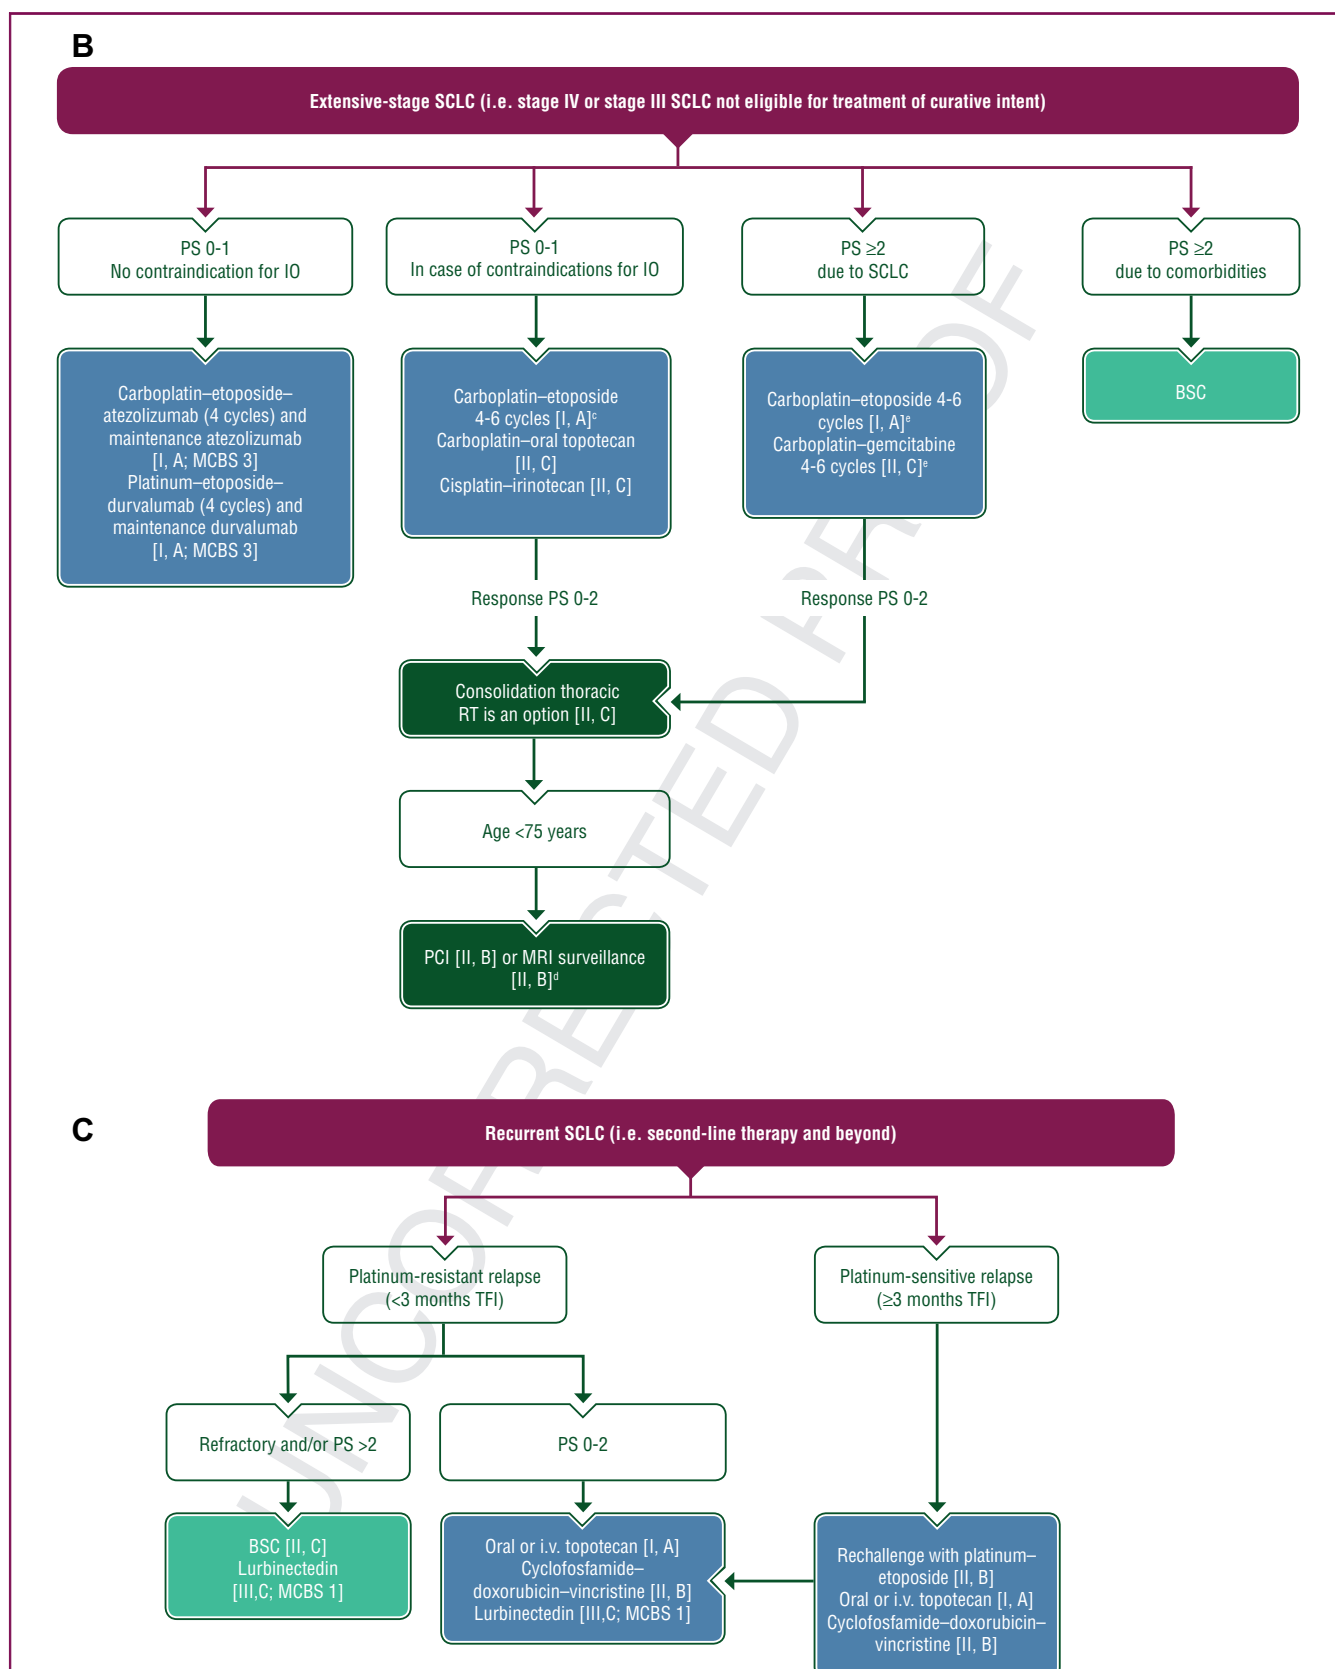 B
Extensive-stage SCLC (i.e. stage IV or stage III SCLC not eligible for treatment of curative intent)
PS 0-1
No contraindication for IO
PS 0-1
In case of contraindications for IO
PS ≥2
due to SCLC
PS ≥2
due to comorbidities
Carboplatin–etoposide–
atezolizumab (4 cycles) and
maintenance atezolizumab
[I, A; MCBS 3]
Platinum–etoposide–
durvalumab (4 cycles) and
maintenance durvalumab
[I, A; MCBS 3]
Carboplatin–etoposide
4-6 cycles [I, A]ᶜ
Carboplatin–oral topotecan
[II, C]
Cisplatin–irinotecan [II, C]
Carboplatin–etoposide 4-6
cycles [I, A]ᵉ
Carboplatin–gemcitabine
4-6 cycles [II, C]ᵉ
BSC
Response PS 0-2
Response PS 0-2
Consolidation thoracic
RT is an option [II, C]
Age <75 years
PCI [II, B] or MRI surveillance
[II, B]ᵈ
UNCORRECTED PROOF
C
Recurrent SCLC (i.e. second-line therapy and beyond)
Platinum-resistant relapse
(<3 months TFI)
Platinum-sensitive relapse
(≥3 months TFI)
Refractory and/or PS >2
PS 0-2
BSC [II, C]
Lurbinectedin
[III,C; MCBS 1]
Oral or i.v. topotecan [I, A]
Cyclofosfamide–
doxorubicin–vincristine [II, B]
Lurbinectedin [III,C; MCBS 1]
Rechallenge with platinum–
etoposide [II, B]
Oral or i.v. topotecan [I, A]
Cyclofosfamide–doxorubicin–
vincristine [II, B]